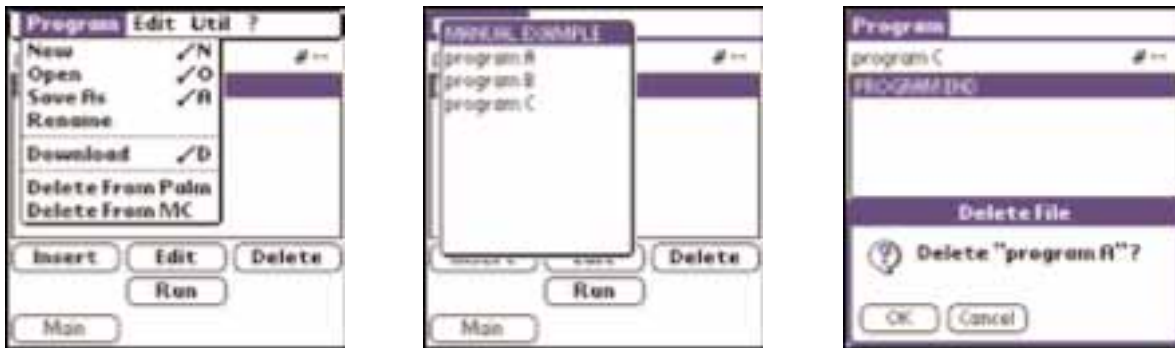 Program Edit Util ?
New ⁄N
Open ⁄O
Save As ⁄A
Rename
Download ⁄D
Delete From Palm
Delete From MC
# --
Insert Edit Delete
Run
Main
MANUAL EXAMPLE
program A
program B
program C
# --
Delete
Run
Main
Program
program C # --
PROGRAM END
Delete File
Delete "program A"?
OK Cancel